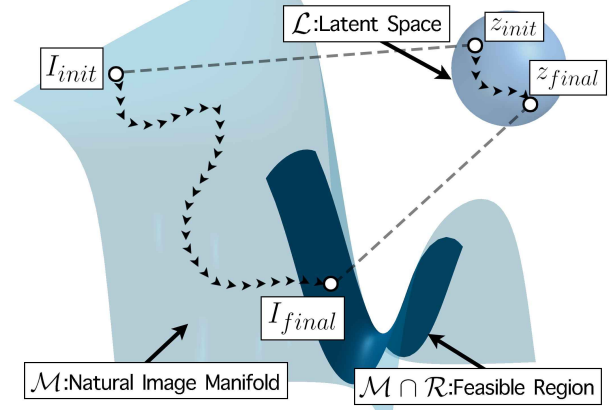 ℒ:Latent Space
z_init
I_init
z_final
I_final
ℳ:Natural Image Manifold
ℳ ∩ ℛ:Feasible Region